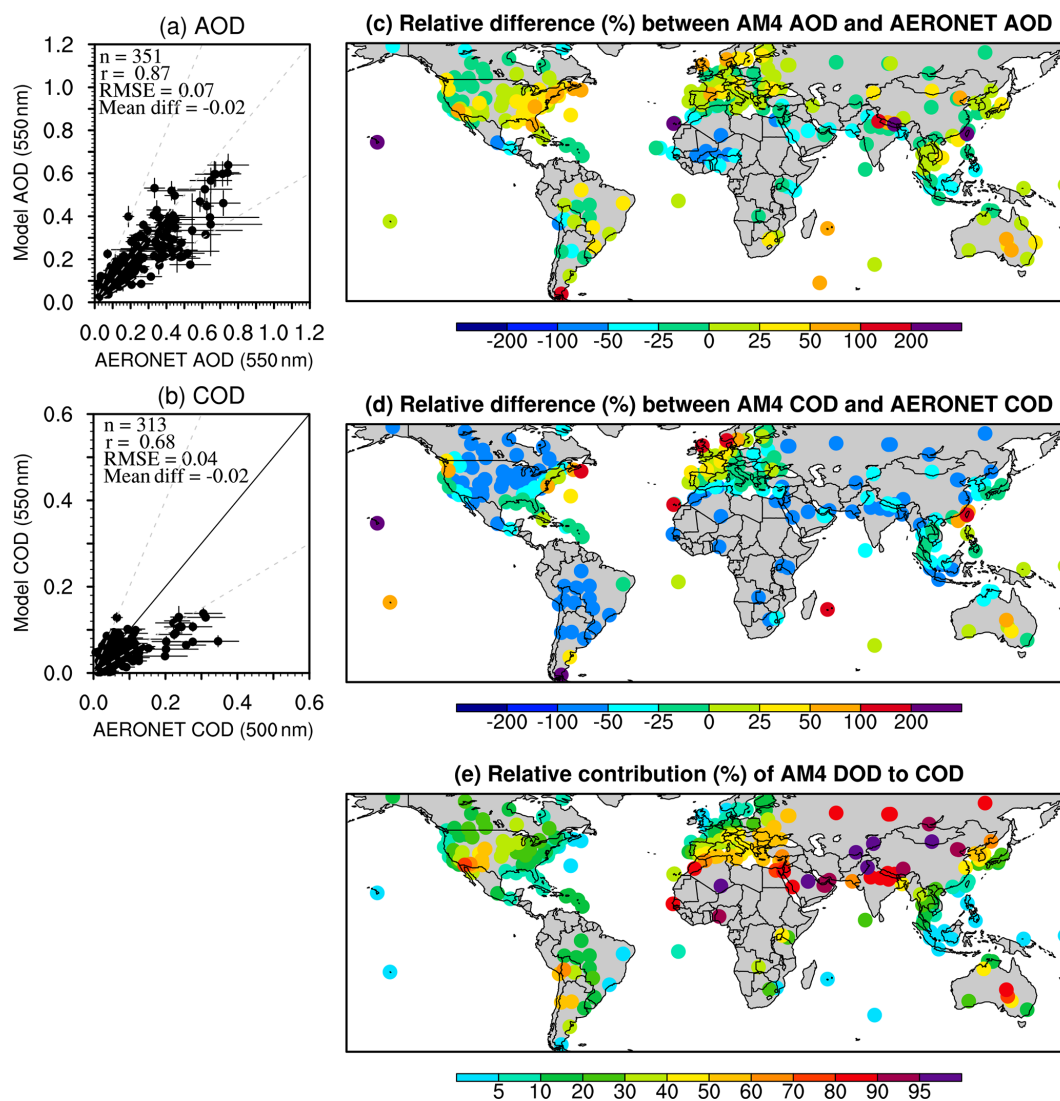 (a) AOD
1.2
1.0
0.8
0.6
0.4
0.2
0.0
n = 351
r = 0.87
RMSE = 0.07
Mean diff = -0.02
Model AOD (550 nm)
0.0 0.2 0.4 0.6 0.8 1.0 1.2
AERONET AOD (550 nm)
(c) Relative difference (%) between AM4 AOD and AERONET AOD
-200 -100 -50 -25 0 25 50 100 200
(b) COD
0.6
0.5
0.4
0.3
0.2
0.1
0.0
n = 313
r = 0.68
RMSE = 0.04
Mean diff = -0.02
Model COD (550 nm)
0.0 0.2 0.4 0.6
AERONET COD (500 nm)
(d) Relative difference (%) between AM4 COD and AERONET COD
-200 -100 -50 -25 0 25 50 100 200
(e) Relative contribution (%) of AM4 DOD to COD
5 10 20 30 40 50 60 70 80 90 95